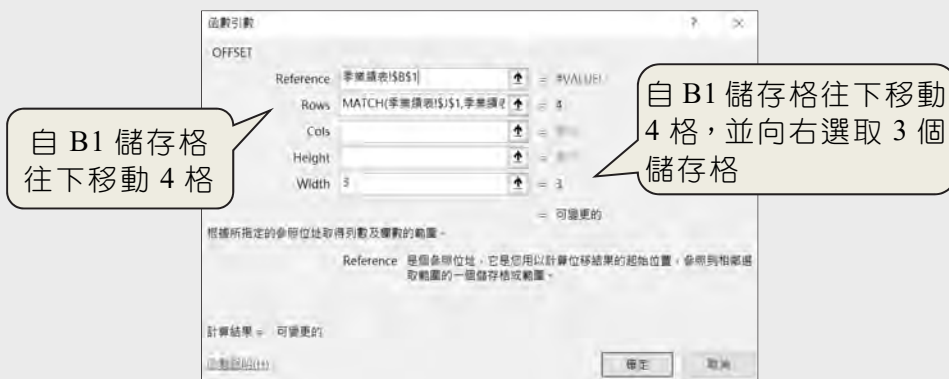 函數引數 ? ×
OFFSET
Reference 季業績表!$B$1 = #VALUE!
Rows MATCH(季業績表!$J$1,季業績 = 4
Cols =
Height =
Width 3 = 3
= 可變更的
自 B1 儲存格
往下移動 4 格
自 B1 儲存格往下移動
4 格，並向右選取 3 個
儲存格
根據所指定的參照位址取得列數及欄數的範圍。
Reference 是個參照位址，它是您用以計算位移結果的起始位置，參照到相鄰選
取範圍的一個儲存格或範圍。
計算結果 = 可變更的
函數說明(H) 確定 取消